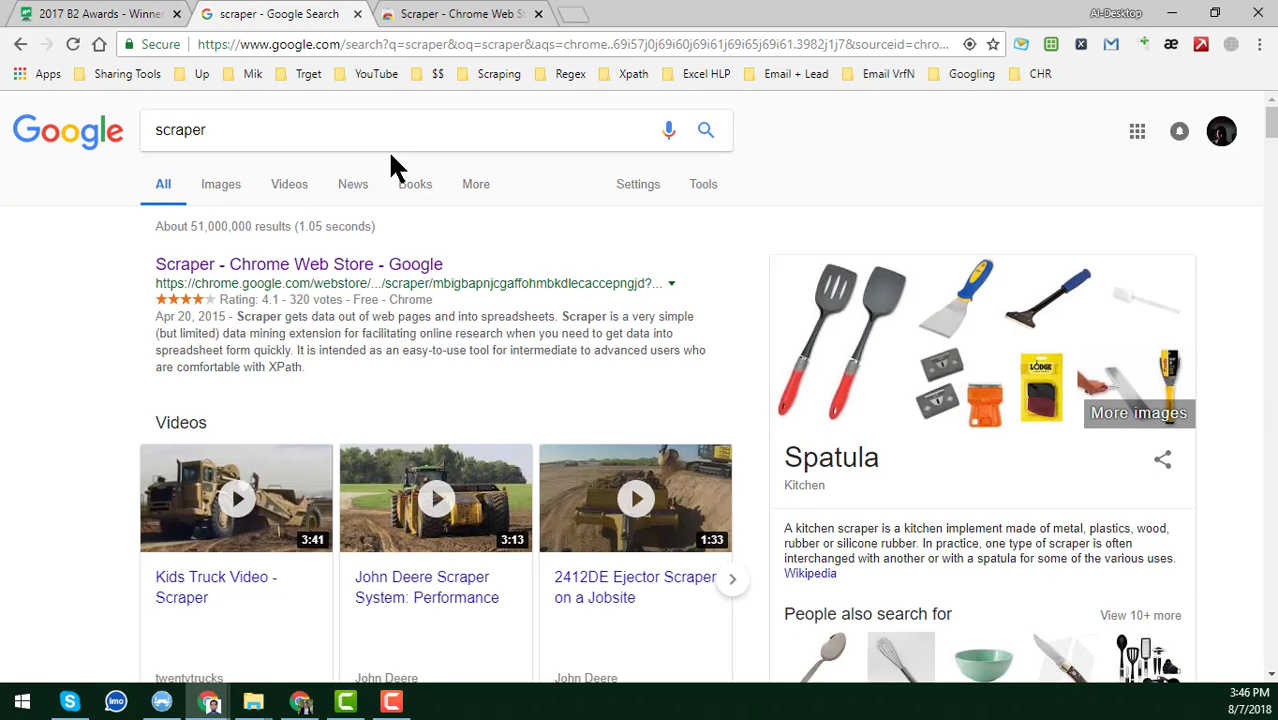 2017 B2 Awards - Winner
scraper - Google Search
Scraper - Chrome Web St
AI-Desktop
Secure
https://www.google.com/search?q=scraper&oq=scraper&aqs=chrome..69i57j0j69i60j69i61j69i65j69i61.3982j1j7&sourceid=chro...
Apps
Sharing Tools
Up
Mik
Trget
YouTube
$$
Scraping
Regex
Xpath
Excel HLP
Email + Lead
Email VrfN
Googling
CHR
Google
scraper
All
Images
Videos
News
Books
More
Settings
Tools
About 51,000,000 results (1.05 seconds)
Scraper - Chrome Web Store - Google
https://chrome.google.com/webstore/.../scraper/mbigbapnjcgaffohmbkdlecaccepngjd?...
Rating: 4.1 - 320 votes - Free - Chrome
Apr 20, 2015 - Scraper gets data out of web pages and into spreadsheets. Scraper is a very simple
(but limited) data mining extension for facilitating online research when you need to get data into
spreadsheet form quickly. It is intended as an easy-to-use tool for intermediate to advanced users who
are comfortable with XPath.
Videos
3:41
3:13
1:33
Kids Truck Video -
Scraper
John Deere Scraper
System: Performance
2412DE Ejector Scraper
on a Jobsite
twentytrucks
John Deere
John Deere
LODGE
More images
Spatula
Kitchen
A kitchen scraper is a kitchen implement made of metal, plastics, wood,
rubber or silicone rubber. In practice, one type of scraper is often
interchanged with another or with a spatula for some of the various uses.
Wikipedia
People also search for
View 10+ more
imo
3:46 PM
8/7/2018